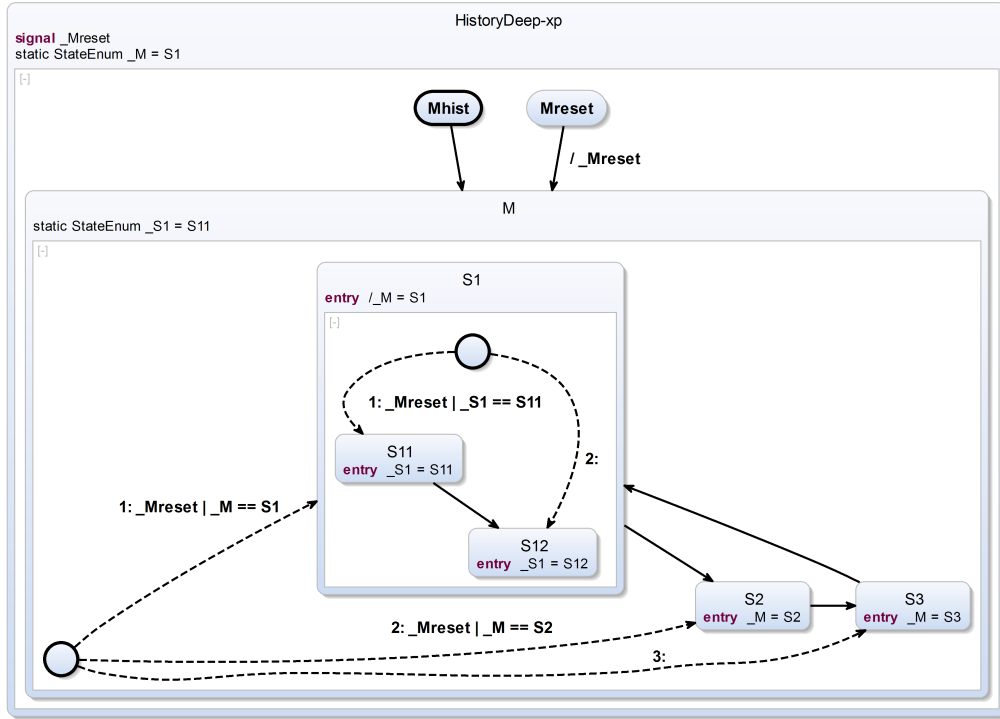 HistoryDeep-xp
signal _Mreset
static StateEnum _M = S1
[-]
Mhist
Mreset
/ _Mreset
M
static StateEnum _S1 = S11
[-]
S1
entry /_M = S1
[-]
1: _Mreset | _S1 == S11
S11
entry _S1 = S11
2:
1: _Mreset | _M == S1
S12
entry _S1 = S12
S2
entry _M = S2
S3
entry _M = S3
2: _Mreset | _M == S2
3: